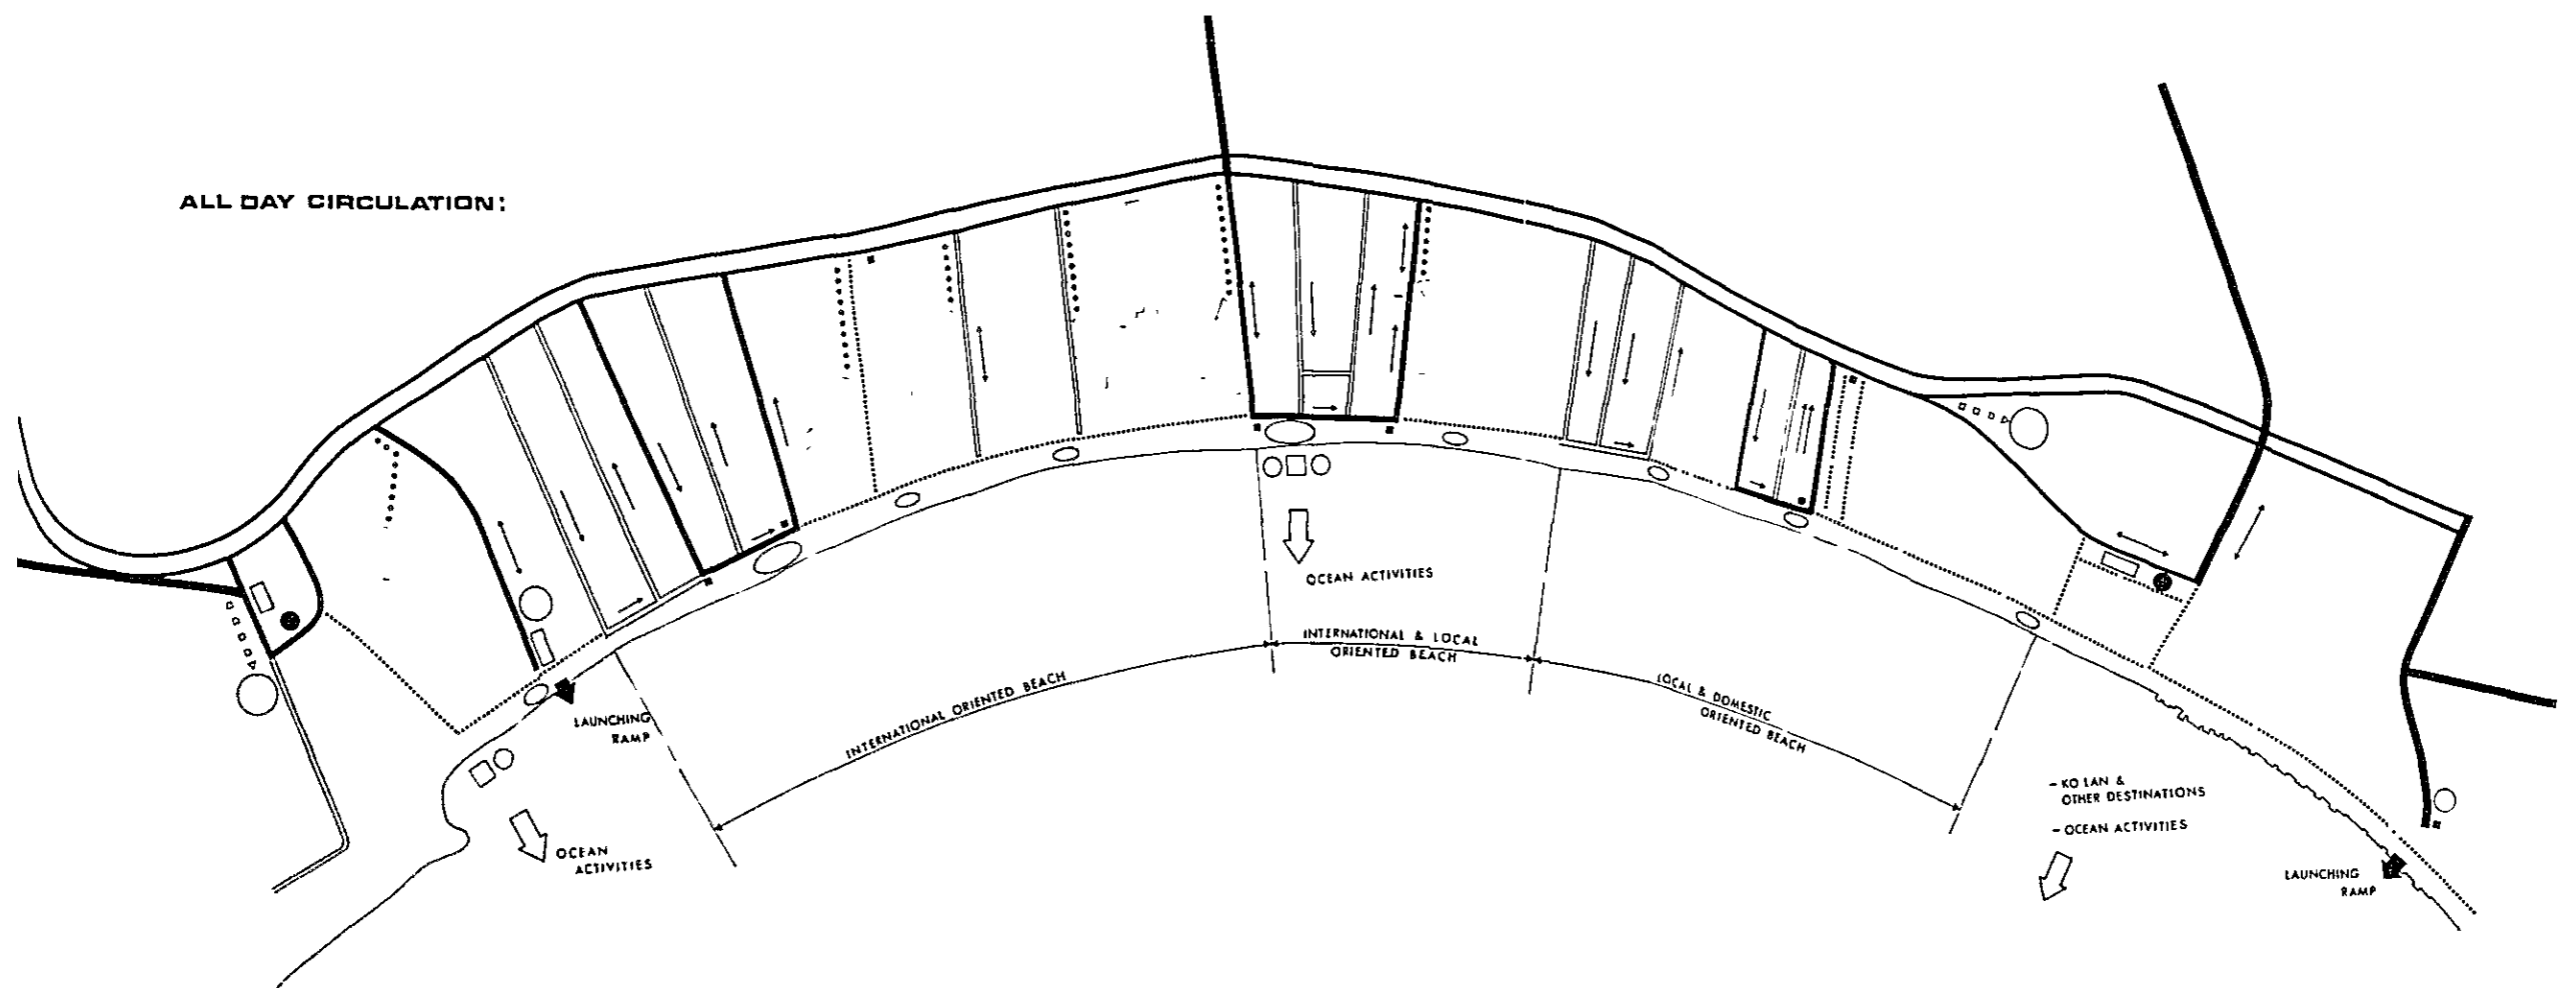 ALL DAY CIRCULATION:
OCEAN ACTIVITIES
INTERNATIONAL & LOCAL
ORIENTED BEACH
INTERNATIONAL ORIENTED BEACH
LOCAL & DOMESTIC
ORIENTED BEACH
LAUNCHING
RAMP
OCEAN
ACTIVITIES
- KO LAN &
OTHER DESTINATIONS
- OCEAN ACTIVITIES
LAUNCHING
RAMP